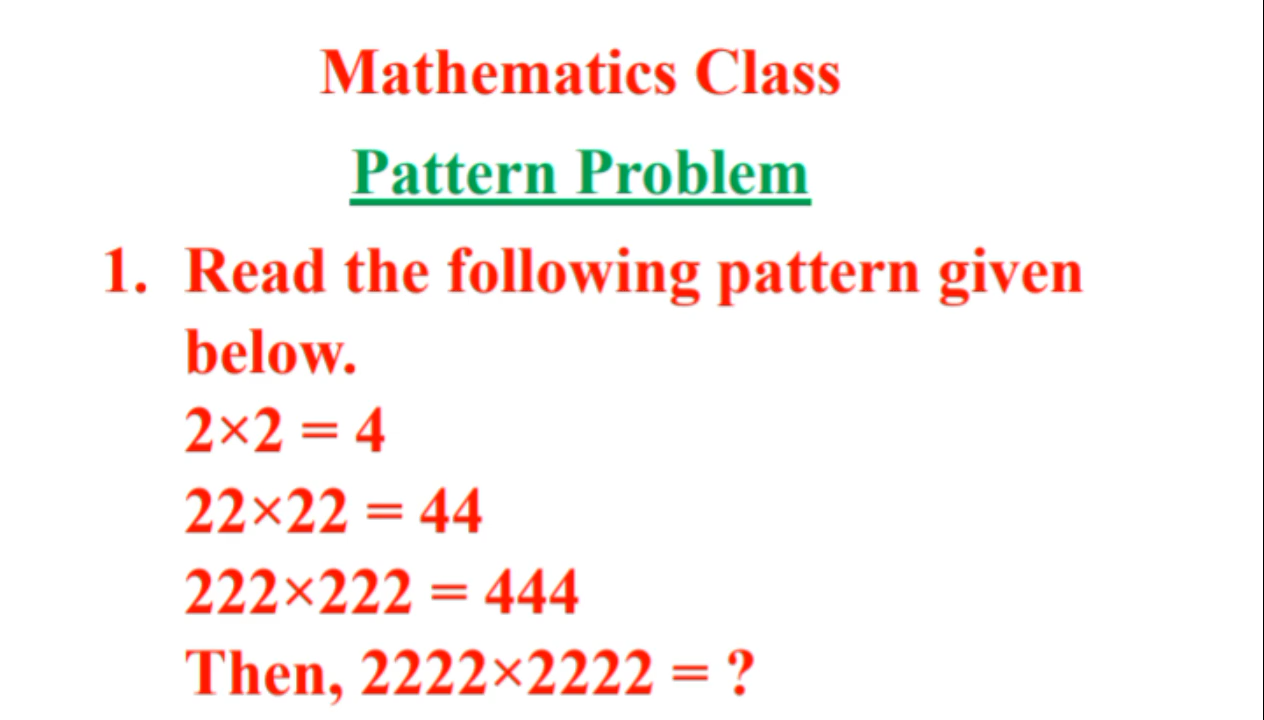 Mathematics Class
Pattern Problem
1. Read the following pattern given
below.
2×2 = 4
22×22 = 44
222×222 = 444
Then, 2222×2222 = ?